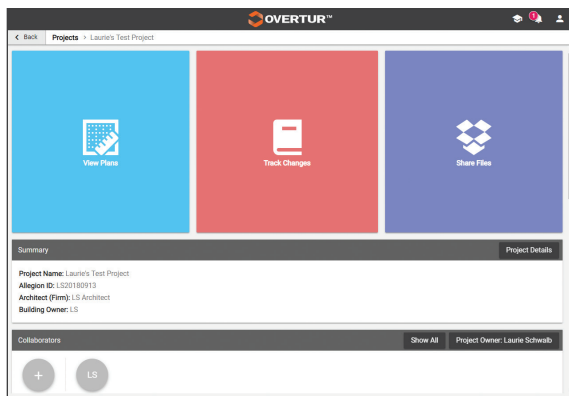 OVERTUR™
1
Back Projects > Laurie's Test Project
View Plans
Track Changes
Share Files
Summary Project Details
Project Name: Laurie's Test Project
Allegion ID: LS20180913
Architect (Firm): LS Architect
Building Owner: LS
Collaborators Show All Project Owner: Laurie Schwalb
+ LS